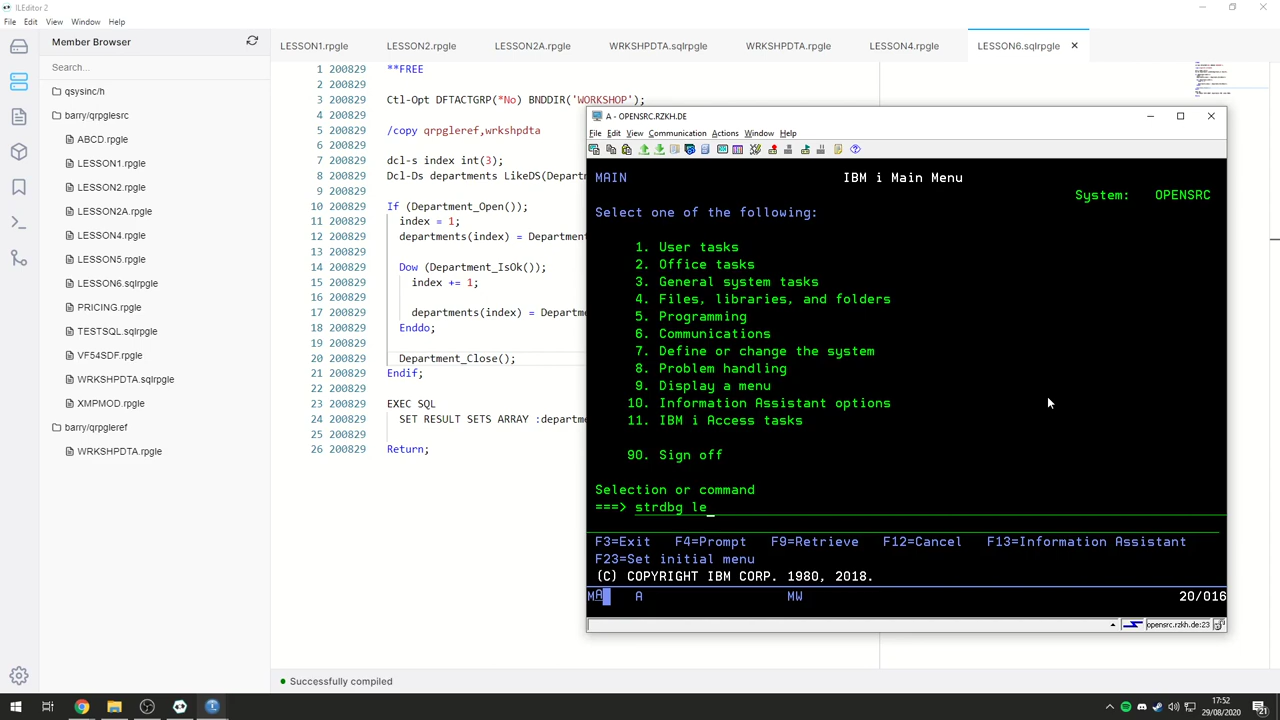 ILEditor 2
File Edit View Window Help
Member Browser
Search...
qsysinc/h
barry/qrpglesrc
ABCD.rpgle
LESSON1.rpgle
LESSON2.rpgle
LESSON2A.rpgle
LESSON4.rpgle
LESSON5.rpgle
LESSON6.sqlrpgle
PRICING.rpgle
TESTSQL.sqlrpgle
VF54SDF.rpgle
WRKSHPDTA.sqlrpgle
XMPMOD.rpgle
barry/qrpgleref
WRKSHPDTA.rpgle
LESSON1.rpgle LESSON2.rpgle LESSON2A.rpgle WRKSHPDTA.sqlrpgle WRKSHPDTA.rpgle LESSON4.rpgle LESSON6.sqlrpgle
1 200829 **FREE
2 200829
3 200829 Ctl-Opt DFTACTGRP(*No) BNDDIR('WORKSHOP');
4 200829
5 200829 /copy qrpgleref,wrkshpdta
6 200829
7 200829 dcl-s index int(3);
8 200829 Dcl-Ds departments LikeDS(Depart
9 200829
10 200829 If (Department_Open());
11 200829 index = 1;
12 200829 departments(index) = Department
13 200829
14 200829 Dow (Department_IsOk());
15 200829 index += 1;
16 200829
17 200829 departments(index) = Depart
18 200829 Enddo;
19 200829
20 200829 Department_Close();
21 200829 Endif;
22 200829
23 200829 EXEC SQL
24 200829 SET RESULT SETS ARRAY :departme
25 200829
26 200829 Return;
A - OPENSRC.RZKH.DE
File Edit View Communication Actions Window Help
MAIN IBM i Main Menu
System: OPENSRC
Select one of the following:
1. User tasks
2. Office tasks
3. General system tasks
4. Files, libraries, and folders
5. Programming
6. Communications
7. Define or change the system
8. Problem handling
9. Display a menu
10. Information Assistant options
11. IBM i Access tasks
90. Sign off
Selection or command
===> strdbg le
F3=Exit F4=Prompt F9=Retrieve F12=Cancel F13=Information Assistant
F23=Set initial menu
(C) COPYRIGHT IBM CORP. 1980, 2018.
MA A MW 20/016
opensrc.rzkh.de:23
Successfully compiled
17:52
29/08/2020
21